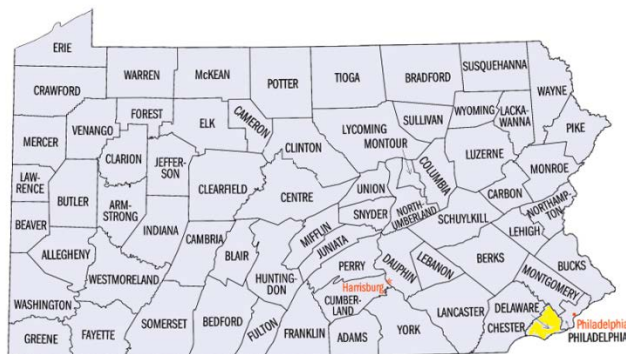 ERIE
CRAWFORD
WARREN
McKEAN
POTTER
TIOGA
BRADFORD
SUSQUEHANNA
WAYNE
WYOMING
LACKA-
WANNA
PIKE
MERCER
VENANGO
FOREST
ELK
CAMERON
CLINTON
LYCOMING
SULLIVAN
MONTOUR
COLUMBIA
LUZERNE
MONROE
CLARION
JEFFER-
SON
CLEARFIELD
CENTRE
UNION
SNYDER
NORTH-
UMBERLAND
SCHUYLKILL
CARBON
NORTHAMP-
TON
LEHIGH
LAW-
RENCE
BUTLER
ARM-
STRONG
BEAVER
INDIANA
CAMBRIA
BLAIR
HUNTING-
DON
MIFFLIN
JUNIATA
PERRY
DAUPHIN
LEBANON
BERKS
BUCKS
MONTGOMERY
ALLEGHENY
WESTMORELAND
Harrisburg
CUMBER-
LAND
WASHINGTON
GREENE
FAYETTE
SOMERSET
BEDFORD
FULTON
FRANKLIN
ADAMS
YORK
LANCASTER
CHESTER
DELAWARE
Philadelphia
PHILADELPHIA